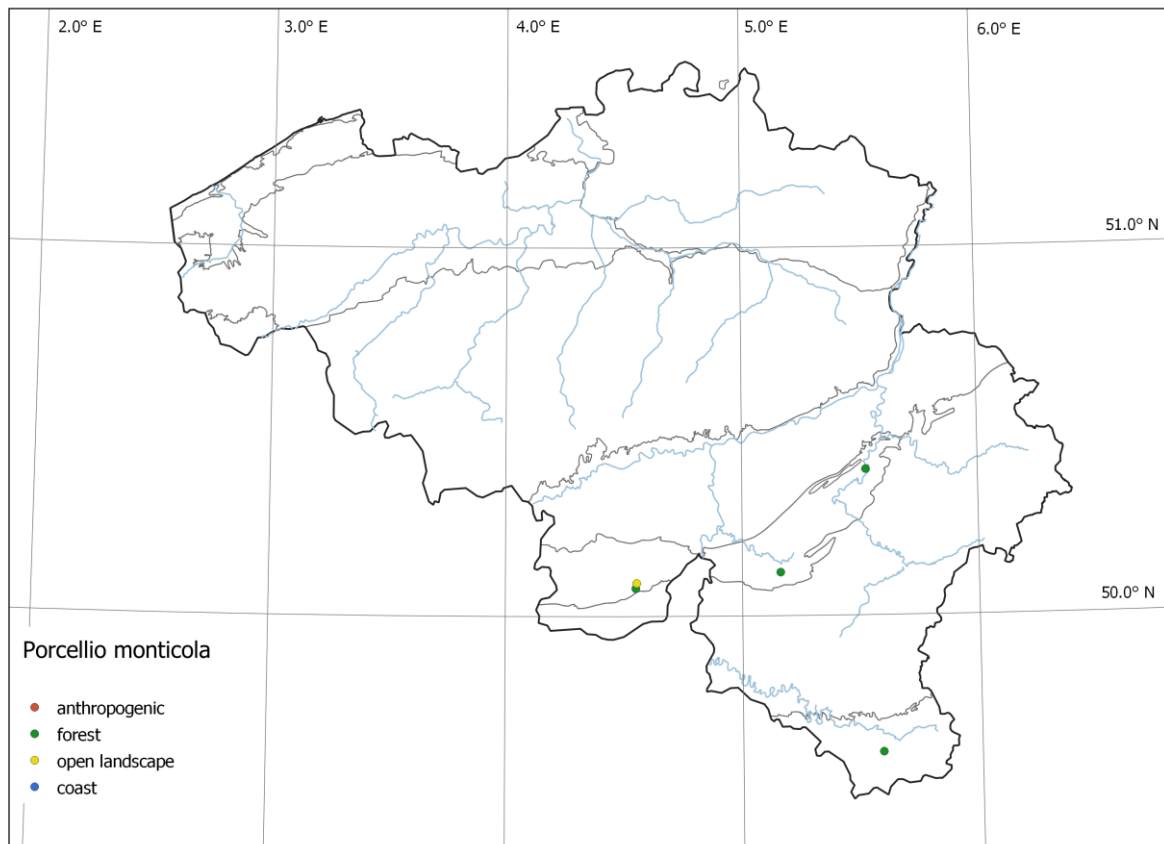 2.0° E
3.0° E
4.0° E
5.0° E
6.0° E
51.0° N
50.0° N
Porcellio monticola
anthropogenic
forest
open landscape
coast